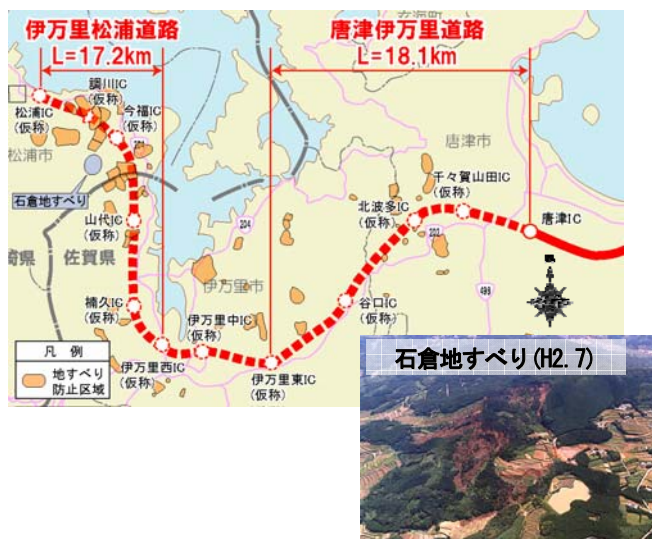 伊万里松浦道路
L=17.2km
唐津伊万里道路
L=18.1km
調川IC
(仮称)
今福IC
(仮称)
松浦IC
(仮称)
松浦市
石倉地すべり
山代IC
(仮称)
崎県
佐賀県
204
伊万里市
楠久IC
(仮称)
伊万里西IC
(仮称)
伊万里中IC
(仮称)
伊万里東IC
(仮称)
谷口IC
(仮称)
北波多IC
(仮称)
千々賀山田IC
(仮称)
唐津市
唐津IC
凡 例
地すべり
防止区域
石倉地すべり(H2.7)